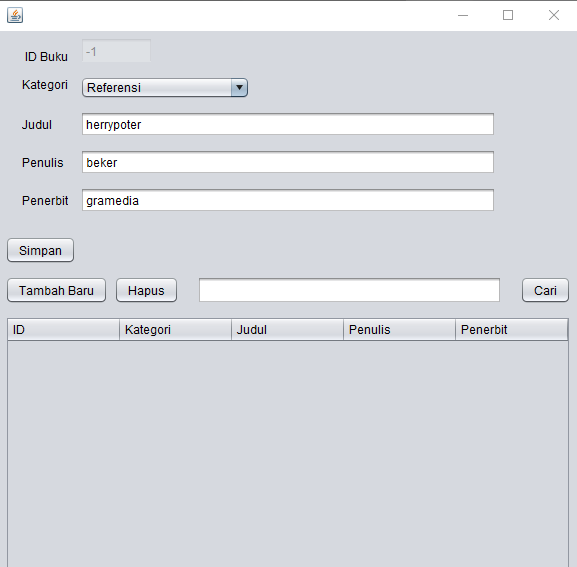 ID Buku -1
Kategori Referensi
Judul herrypoter
Penulis beker
Penerbit gramedia
Simpan
Tambah Baru Hapus Cari
ID Kategori Judul Penulis Penerbit